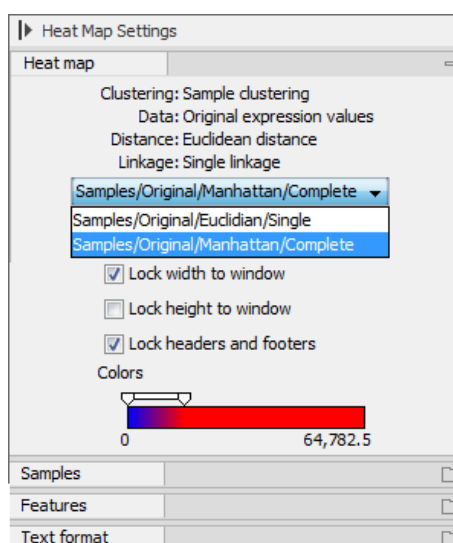 Heat Map Settings
Heat map
Clustering: Sample clustering
Data: Original expression values
Distance: Euclidean distance
Linkage: Single linkage
Samples/Original/Manhattan/Complete
Samples/Original/Euclidian/Single
Samples/Original/Manhattan/Complete
Lock width to window
Lock height to window
Lock headers and footers
Colors
0 64,782.5
Samples
Features
Text format